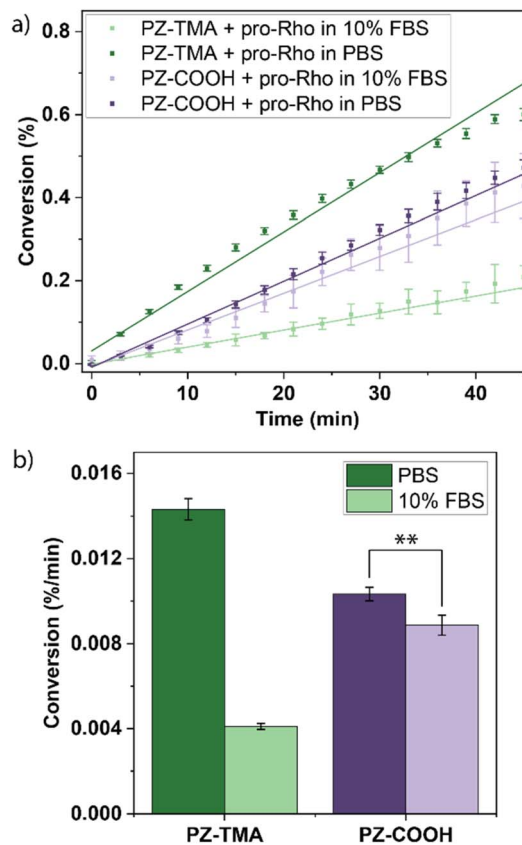 a)
0.8
PZ-TMA + pro-Rho in 10% FBS
PZ-TMA + pro-Rho in PBS
PZ-COOH + pro-Rho in 10% FBS
PZ-COOH + pro-Rho in PBS
0.6
0.4
0.2
0.0
Conversion (%)
0 10 20 30 40
Time (min)
b)
0.016
PBS
10% FBS
0.012
**
0.008
0.004
0.000
Conversion (%/min)
PZ-TMA PZ-COOH